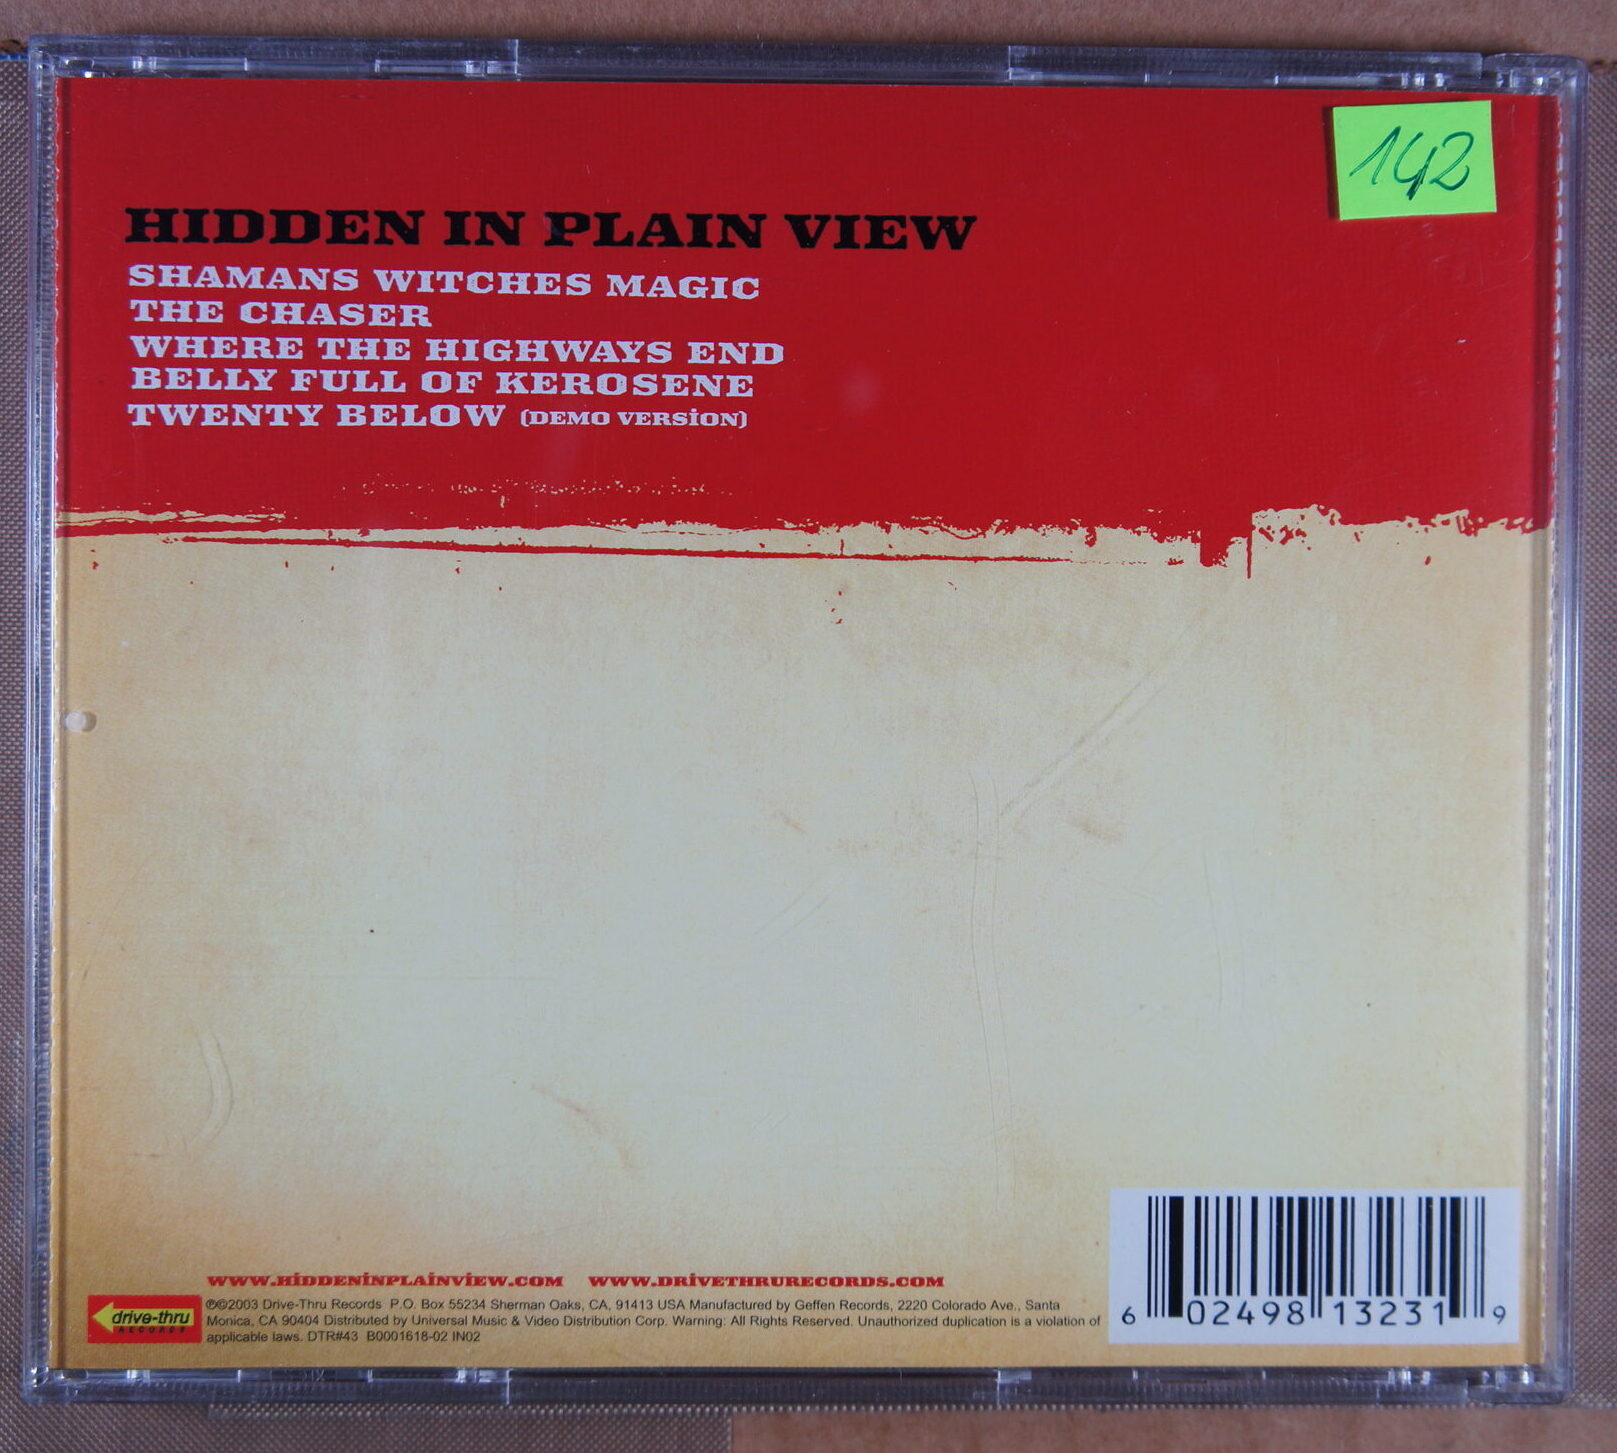 142
HIDDEN IN PLAIN VIEW
SHAMANS WITCHES MAGIC
THE CHASER
WHERE THE HIGHWAYS END
BELLY FULL OF KEROSENE
TWENTY BELOW (DEMO VERSiON)
WWW.HiDDENiNPLAiNViEW.COM WWW.DRiVETHRURECORDS.COM
drive-thru
RECORDS
℗©2003 Drive-Thru Records P.O. Box 55234 Sherman Oaks, CA, 91413 USA Manufactured by Geffen Records, 2220 Colorado Ave., Santa
Monica, CA 90404 Distributed by Universal Music & Video Distribution Corp. Warning: All Rights Reserved. Unauthorized duplication is a violation of
applicable laws. DTR#43 B0001618-02 IN02
6 02498 13231 9